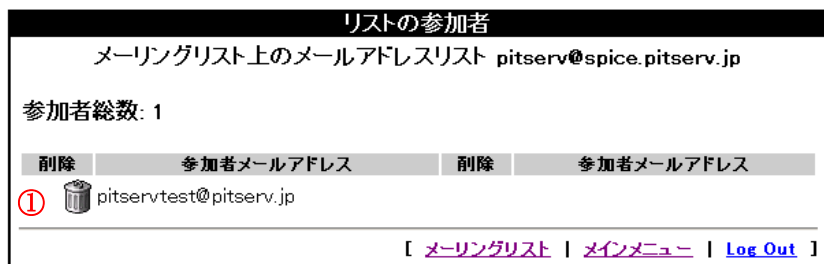 リストの参加者
メーリングリスト上のメールアドレスリスト pitserv@spice.pitserv.jp
参加者総数: 1
削除 参加者メールアドレス 削除 参加者メールアドレス
① pitservtest@pitserv.jp
[ メーリングリスト | メインメニュー | Log Out ]